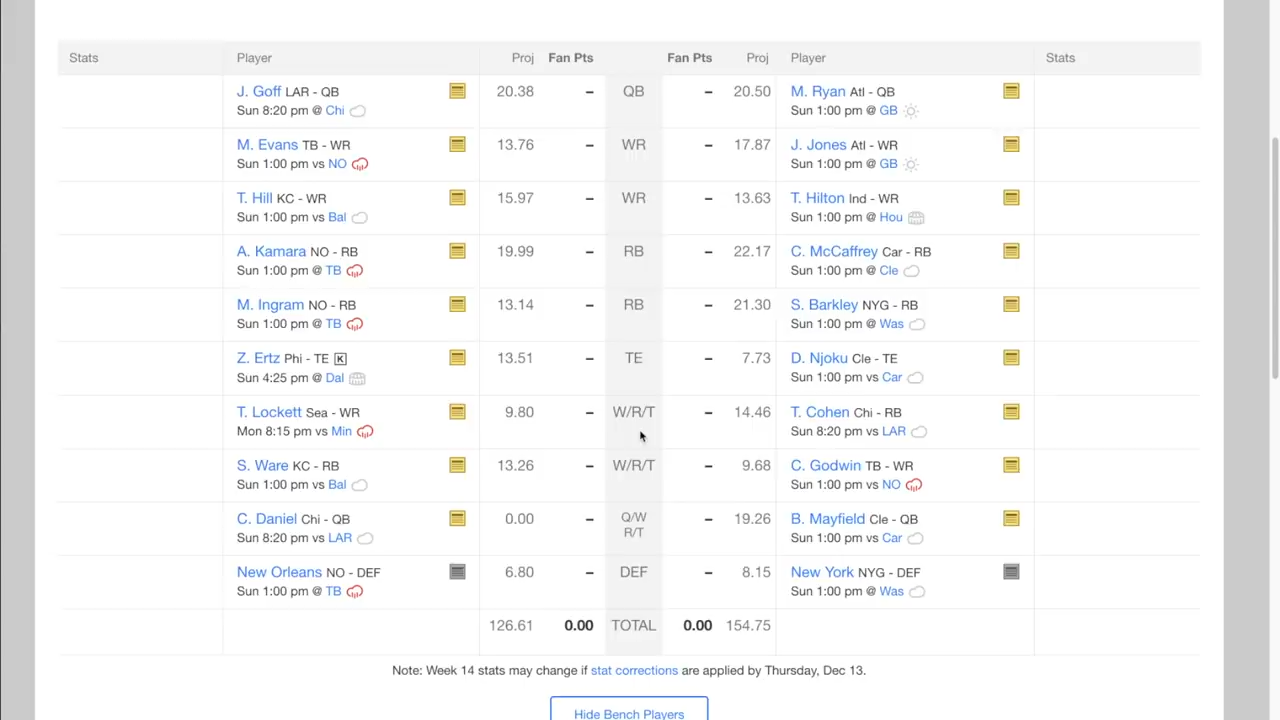 Stats Player Proj Fan Pts Fan Pts Proj Player Stats
J. Goff LAR - QB 20.38 – QB – 20.50 M. Ryan Atl - QB
Sun 8:20 pm @ Chi Sun 1:00 pm @ GB
M. Evans TB - WR 13.76 – WR – 17.87 J. Jones Atl - WR
Sun 1:00 pm vs NO Sun 1:00 pm @ GB
T. Hill KC - WR 15.97 – WR – 13.63 T. Hilton Ind - WR
Sun 1:00 pm vs Bal Sun 1:00 pm @ Hou
A. Kamara NO - RB 19.99 – RB – 22.17 C. McCaffrey Car - RB
Sun 1:00 pm @ TB Sun 1:00 pm @ Cle
M. Ingram NO - RB 13.14 – RB – 21.30 S. Barkley NYG - RB
Sun 1:00 pm @ TB Sun 1:00 pm @ Was
Z. Ertz Phi - TE K 13.51 – TE – 7.73 D. Njoku Cle - TE
Sun 4:25 pm @ Dal Sun 1:00 pm vs Car
T. Lockett Sea - WR 9.80 – W/R/T – 14.46 T. Cohen Chi - RB
Mon 8:15 pm vs Min Sun 8:20 pm vs LAR
S. Ware KC - RB 13.26 – W/R/T – 9.68 C. Godwin TB - WR
Sun 1:00 pm vs Bal Sun 1:00 pm vs NO
C. Daniel Chi - QB 0.00 – Q/W – 19.26 B. Mayfield Cle - QB
Sun 8:20 pm vs LAR R/T Sun 1:00 pm vs Car
New Orleans NO - DEF 6.80 – DEF – 8.15 New York NYG - DEF
Sun 1:00 pm @ TB Sun 1:00 pm @ Was
126.61 0.00 TOTAL 0.00 154.75
Note: Week 14 stats may change if stat corrections are applied by Thursday, Dec 13.
Hide Bench Players